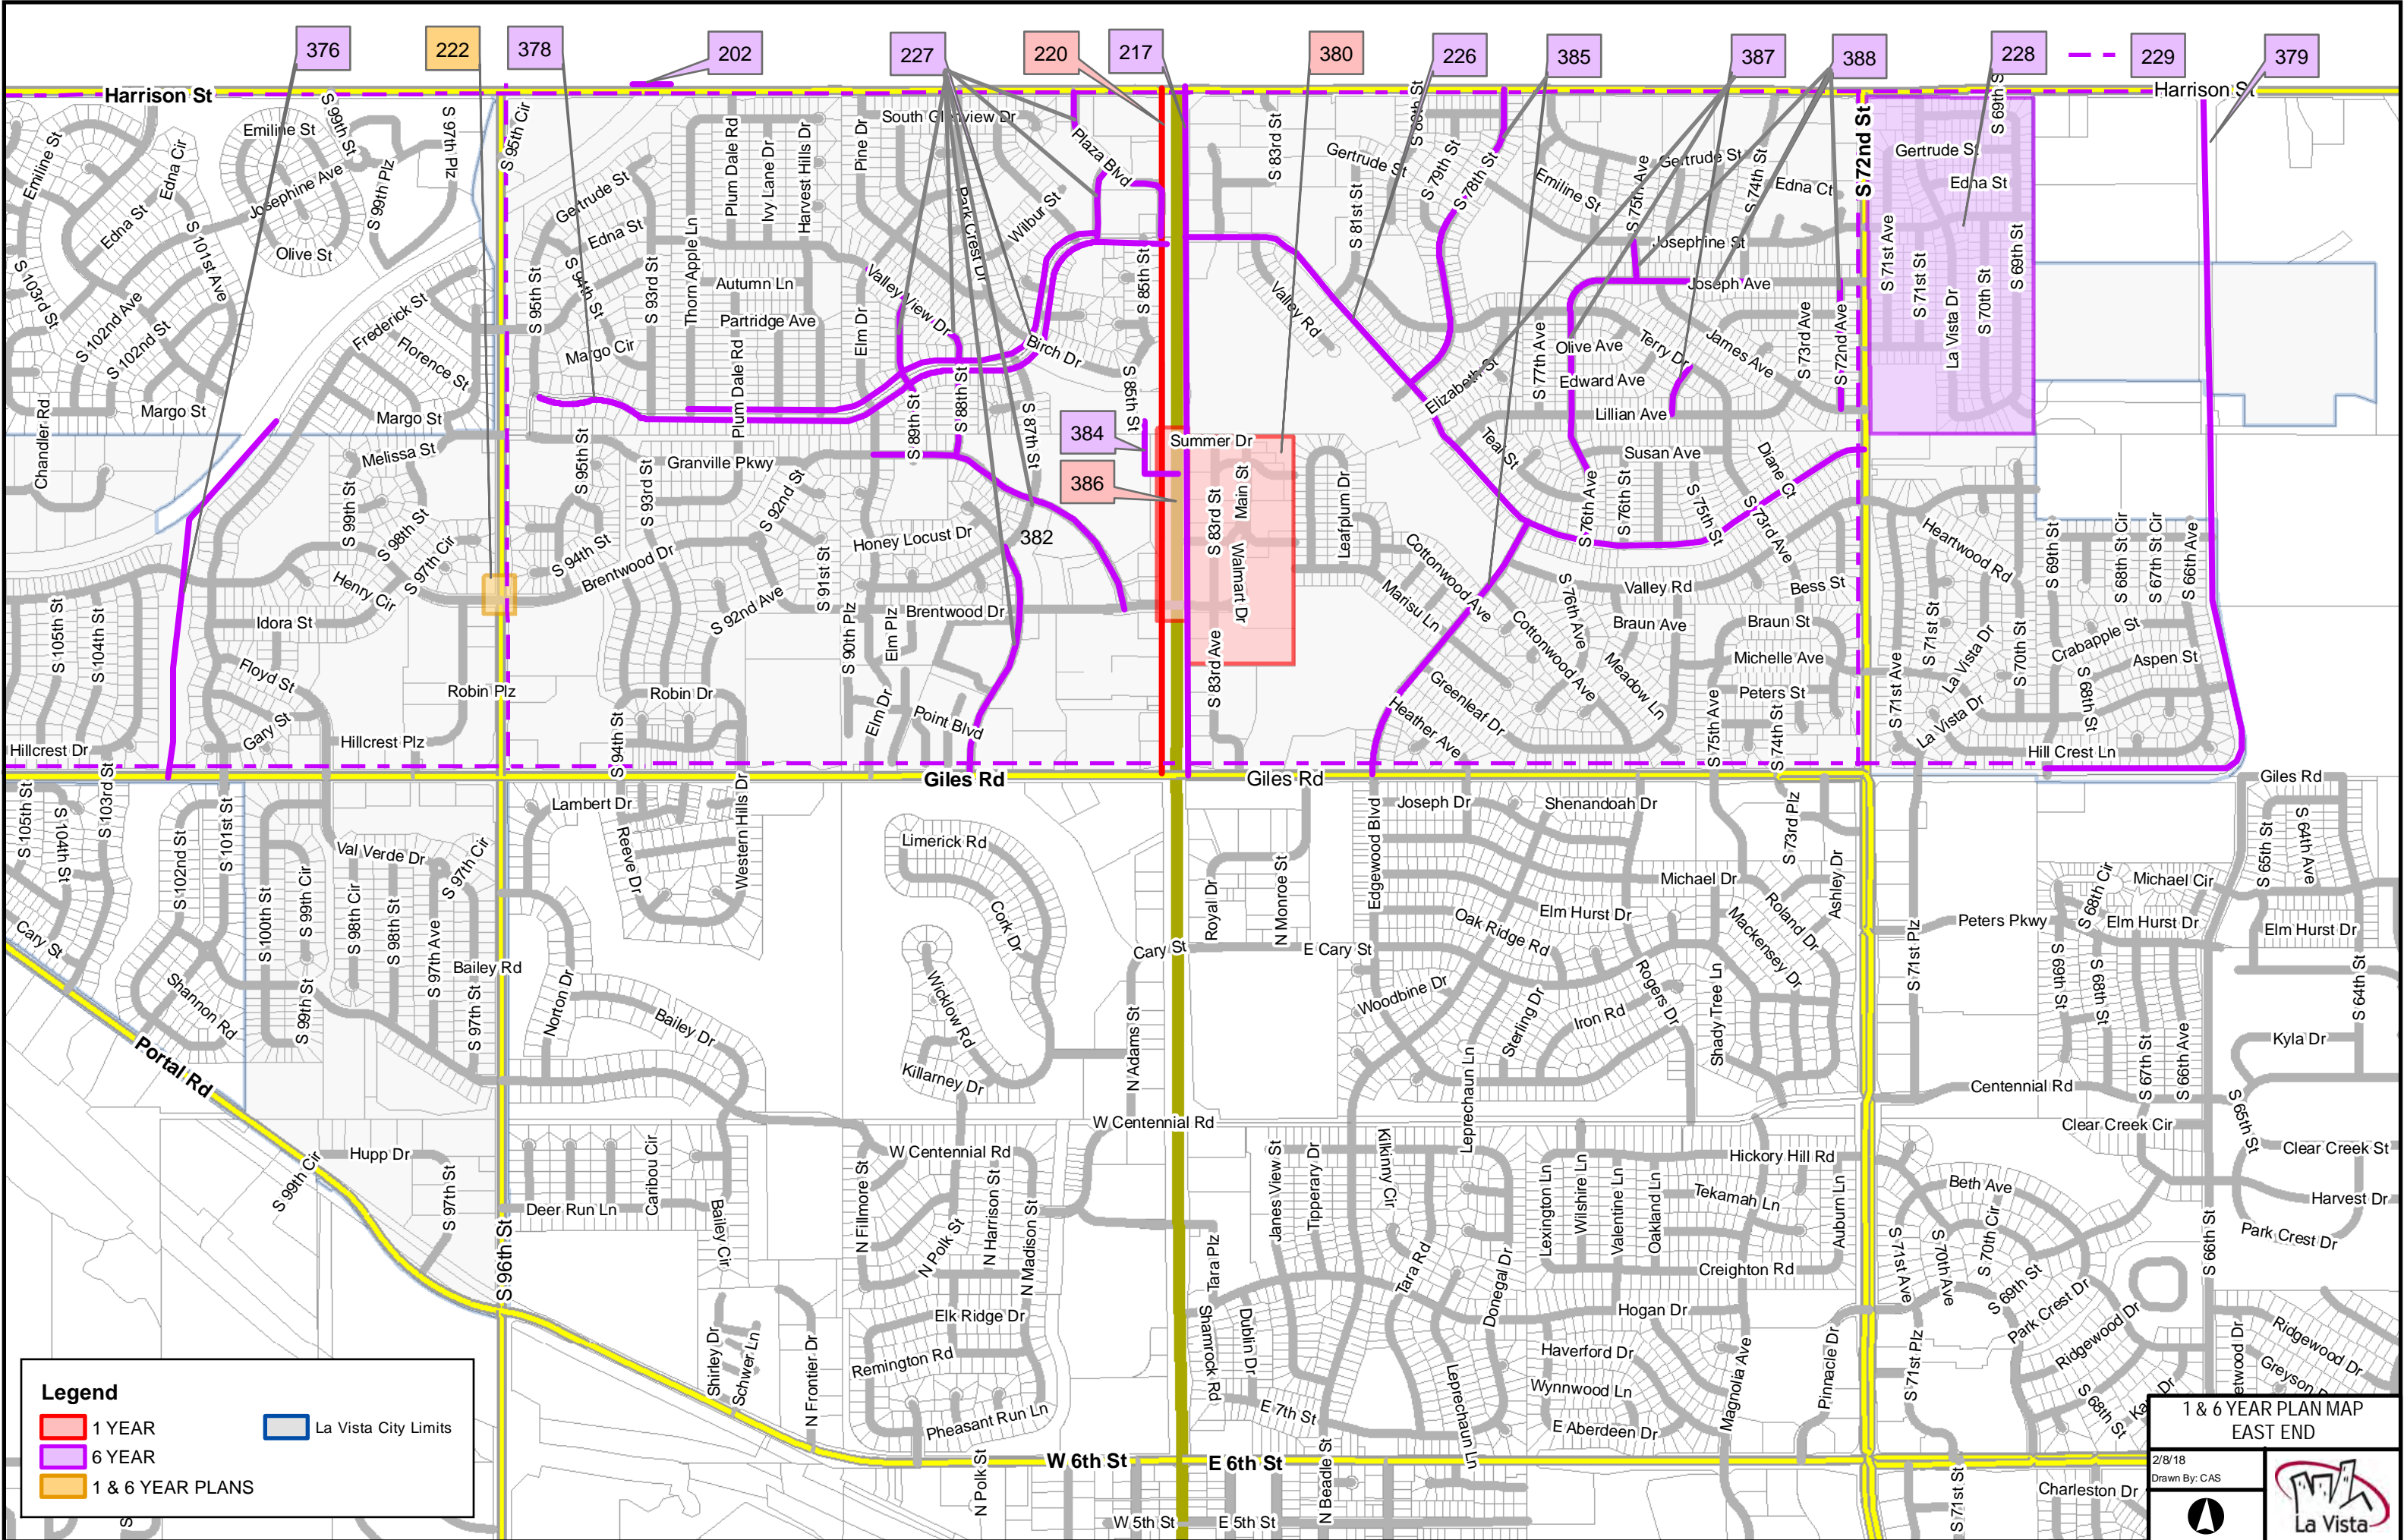 376
222
378
202
227
220
217
380
226
385
387
388
228
229
379
Harrison St
Harrison St
Emiline St
S 99th St
S 97th Plz
S 95th Cir
Plum Dale Rd
Ivy Lane Dr
Harvest Hills Dr
Pine Dr
South Glenview Dr
Plaza Blvd
S 83rd St
Gertrude St
S 80th St
S 79th St
S 78th St
Emiline St
S 75th Ave
Gertrude St
S 74th St
Edna Ct
S 72nd St
Gertrude St
Edna St
S 69th St
Emiline St
Edna Cir
Edna St
Josephine Ave
S 99th Plz
Olive St
S 101st Ave
S 103rd St
S 102nd Ave
S 102nd St
Gertrude St
Edna St
S 94th St
S 95th St
S 93rd St
Thorn Apple Ln
Autumn Ln
Partridge Ave
Plum Dale Rd
Elm Dr
Valley View Dr
Park Crest Dr
Wilbur St
Birch Dr
S 85th St
S 85th St
S 81st St
Valley Rd
Josephine St
Joseph Ave
S 71st Ave
S 71st St
La Vista Dr
S 70th St
S 69th St
Frederick St
Florence St
Margo St
Margo St
Margo Cir
Melissa St
Chandler Rd
S 95th St
S 93rd St
Granville Pkwy
S 92nd St
S 89th St
S 88th St
S 87th St
384
386
Summer Dr
Main St
S 83rd St
Walmart Dr
Leafplum Dr
Elizabeth St
S 77th Ave
Olive Ave
Edward Ave
Lillian Ave
Terry Dr
James Ave
S 73rd Ave
S 72nd Ave
Teal St
Susan Ave
Diane Ct
S 76th Ave
S 76th St
S 75th St
S 73rd Ave
S 99th St
S 98th St
S 97th Cir
Henry Cir
Idora St
S 94th St
Brentwood Dr
S 92nd Ave
S 91st St
Honey Locust Dr
382
Brentwood Dr
S 90th Plz
Elm Plz
Elm Dr
Point Blvd
S 83rd Ave
Cottonwood Ave
Marisu Ln
Cottonwood Ave
S 76th Ave
Valley Rd
Bess St
Braun Ave
Braun St
Michelle Ave
Meadow Ln
Peters St
S 75th Ave
S 74th St
Greenleaf Dr
Heather Ave
Heartwood Rd
S 71st St
S 71st Ave
La Vista Dr
La Vista Dr
S 70th St
S 69th St
S 68th St Cir
S 67th St Cir
S 66th Ave
Crabapple St
Aspen St
S 68th St
Hill Crest Ln
S 105th St
S 104th St
Floyd St
Gary St
Hillcrest Dr
Hillcrest Plz
Robin Plz
Robin Dr
S 94th St
Giles Rd
Giles Rd
Giles Rd
S 105th St
S 104th St
S 103rd St
S 102nd St
S 101st St
S 100th St
S 99th Cir
S 98th Cir
S 98th St
S 97th Ave
S 97th St
S 97th Cir
Val Verde Dr
S 99th St
Bailey Rd
Cary St
Shannon Rd
Portal Rd
Lambert Dr
Reeve Dr
Western Hills Dr
Norton Dr
Bailey Dr
Limerick Rd
Cork Dr
Wicklow Rd
Killarney Dr
Cary St
N Adams St
Royal Dr
N Monroe St
E Cary St
Edgewood Blvd
Joseph Dr
Shenandoah Dr
S 73rd Plz
Michael Dr
Ashley Dr
Elm Hurst Dr
Oak Ridge Rd
Roland Dr
Mackensey Dr
Woodbine Dr
Rogers Dr
Sterling Dr
Iron Rd
Shady Tree Ln
Leprechaun Ln
S 71st Plz
Peters Pkwy
S 68th Cir
Michael Cir
Elm Hurst Dr
S 65th St
S 64th Ave
Elm Hurst Dr
S 69th St
S 68th St
S 67th St
S 66th Ave
S 64th St
Kyla Dr
Centennial Rd
Clear Creek Cir
S 65th St
Clear Creek St
Harvest Dr
Park Crest Dr
Hupp Dr
S 99th Cir
S 97th St
S 96th St
Deer Run Ln
Caribou Cir
Bailey Cir
W Centennial Rd
W Centennial Rd
N Fillmore St
N Polk St
N Harrison St
N Madison St
Elk Ridge Dr
Remington Rd
Pheasant Run Ln
Shirley Dr
Schwer Ln
N Frontier Dr
Tara Plz
Janes View St
Tipperary Dr
Kilkinny Cir
Tara Rd
Donegal Dr
Shamrock Rd
Dublin Dr
E 7th St
Leprechaun Ln
Lexington Ln
Wilshire Ln
Valentine Ln
Oakland Ln
Hickory Hill Rd
Tekamah Ln
Auburn Ln
Creighton Rd
Hogan Dr
Haverford Dr
Wynnwood Ln
E Aberdeen Dr
Magnolia Ave
Pinnacle Dr
Beth Ave
S 71st Ave
S 70th Ave
S 70th Cir
S 69th St
Park Crest Dr
Ridgewood Dr
S 68th St
S 66th St
Ridgewood Dr
S 71st Plz
W 6th St
E 6th St
N Polk St
N Beadle St
W 5th St
E 5th St
S 71st St
Charleston Dr
Legend
1 YEAR
6 YEAR
1 & 6 YEAR PLANS
La Vista City Limits
1 & 6 YEAR PLAN MAP
EAST END
2/8/18
Drawn By: CAS
La Vista